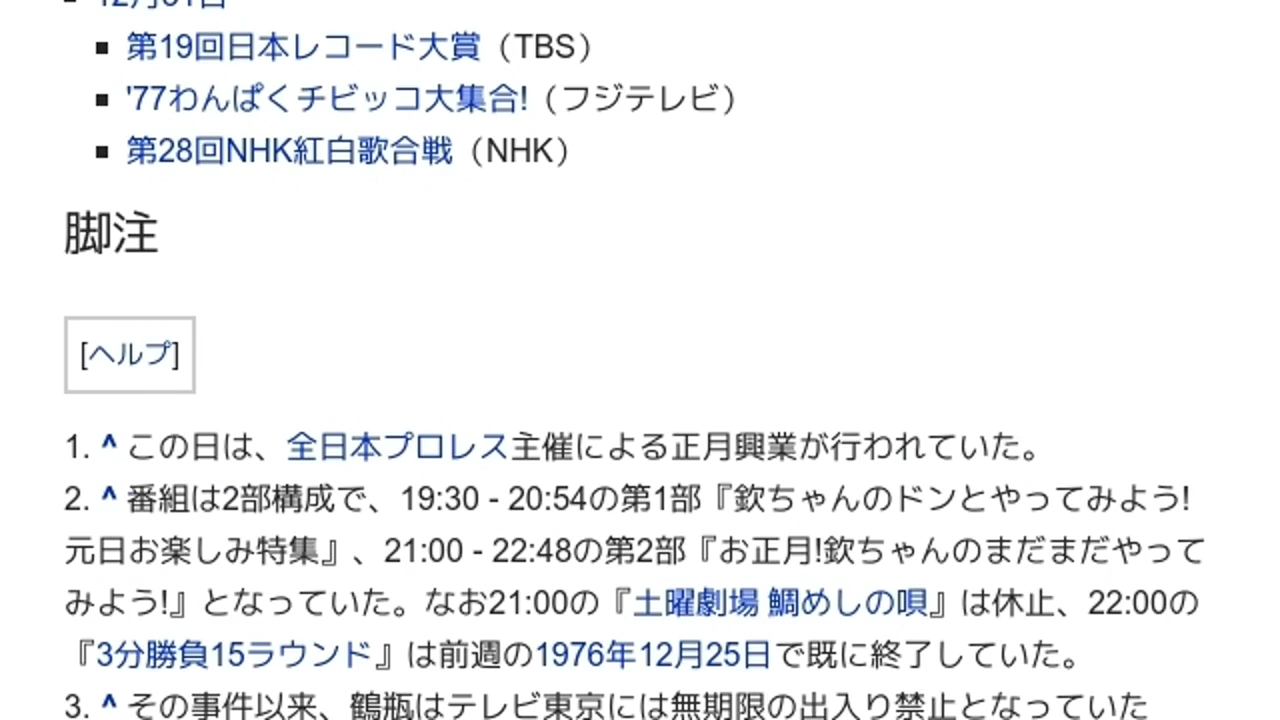 12月31日
■ 第19回日本レコード大賞（TBS）
■ '77わんぱくチビッコ大集合!（フジテレビ）
■ 第28回NHK紅白歌合戦（NHK）
脚注
[ヘルプ]
1. ^ この日は、全日本プロレス主催による正月興業が行われていた。
2. ^ 番組は2部構成で、19:30 - 20:54の第1部『欽ちゃんのドンとやってみよう!
元日お楽しみ特集』、21:00 - 22:48の第2部『お正月!欽ちゃんのまだまだやって
みよう!』となっていた。なお21:00の『土曜劇場 鯛めしの唄』は休止、22:00の
『3分勝負15ラウンド』は前週の1976年12月25日で既に終了していた。
3. ^ その事件以来、鶴瓶はテレビ東京には無期限の出入り禁止となっていた